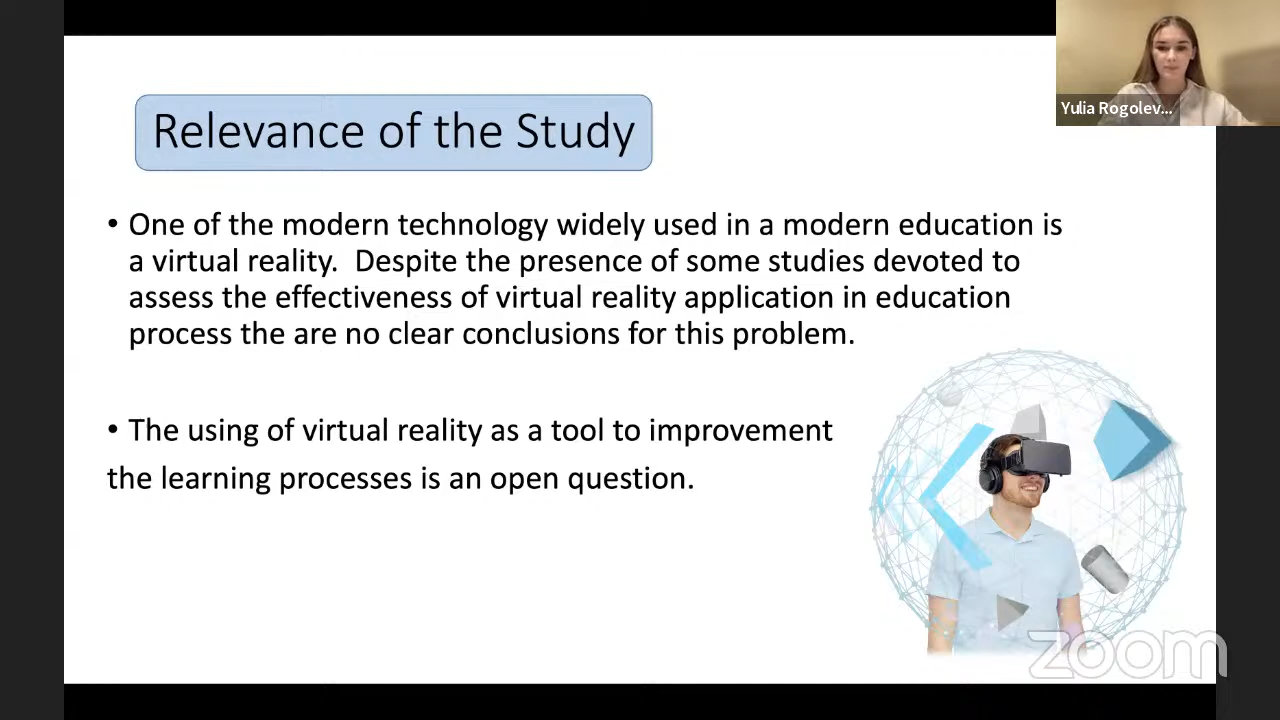 Yulia Rogolev...
Relevance of the Study
• One of the modern technology widely used in a modern education is
a virtual reality.  Despite the presence of some studies devoted to
assess the effectiveness of virtual reality application in education
process the are no clear conclusions for this problem.
• The using of virtual reality as a tool to improvement
the learning processes is an open question.
zoom